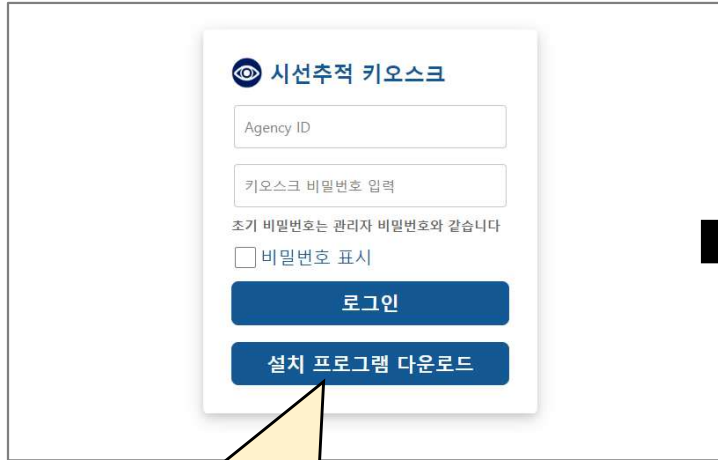 시선추적 키오스크
Agency ID
키오스크 비밀번호 입력
초기 비밀번호는 관리자 비밀번호와 같습니다
비밀번호 표시
로그인
설치 프로그램 다운로드